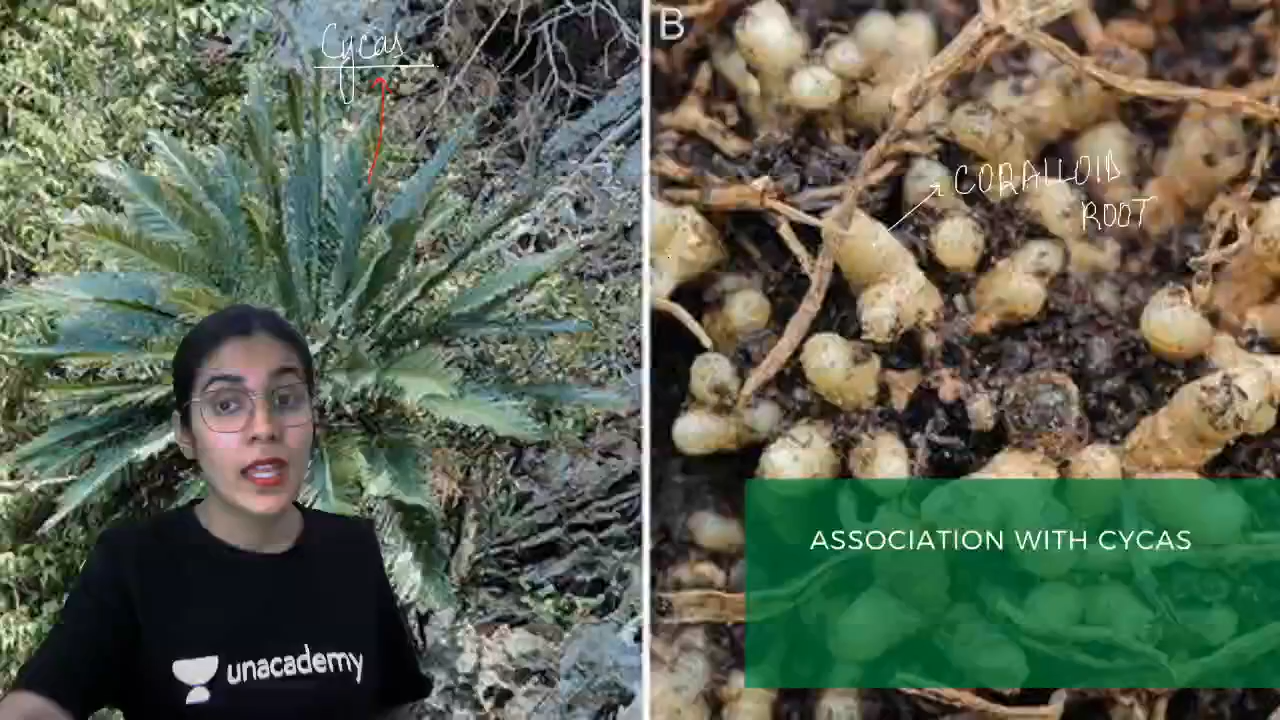 Cycas
B
CORALLOID
ROOT
ASSOCIATION WITH CYCAS
unacademy